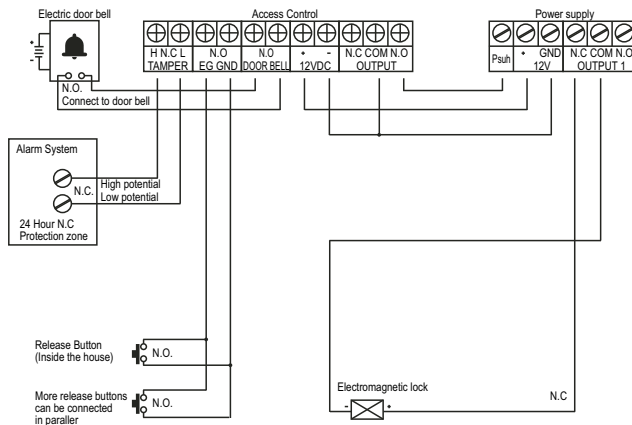 Electric door bell
Access Control
Power supply
H N.C L
N.O
N.O
+ -
N.C COM N.O
Psuh
+ GND
N.C COM N.O
TAMPER
EG GND
DOOR BELL
12VDC
OUTPUT
12V
OUTPUT 1
+
-
N.O.
Connect to door bell
Alarm System
N.C.
High potential
Low potential
24 Hour N.C
Protection zone
Release Button
(Inside the house)
N.O.
More release buttons
can be connected
in paraller
N.O.
Electromagnetic lock
- +
N.C